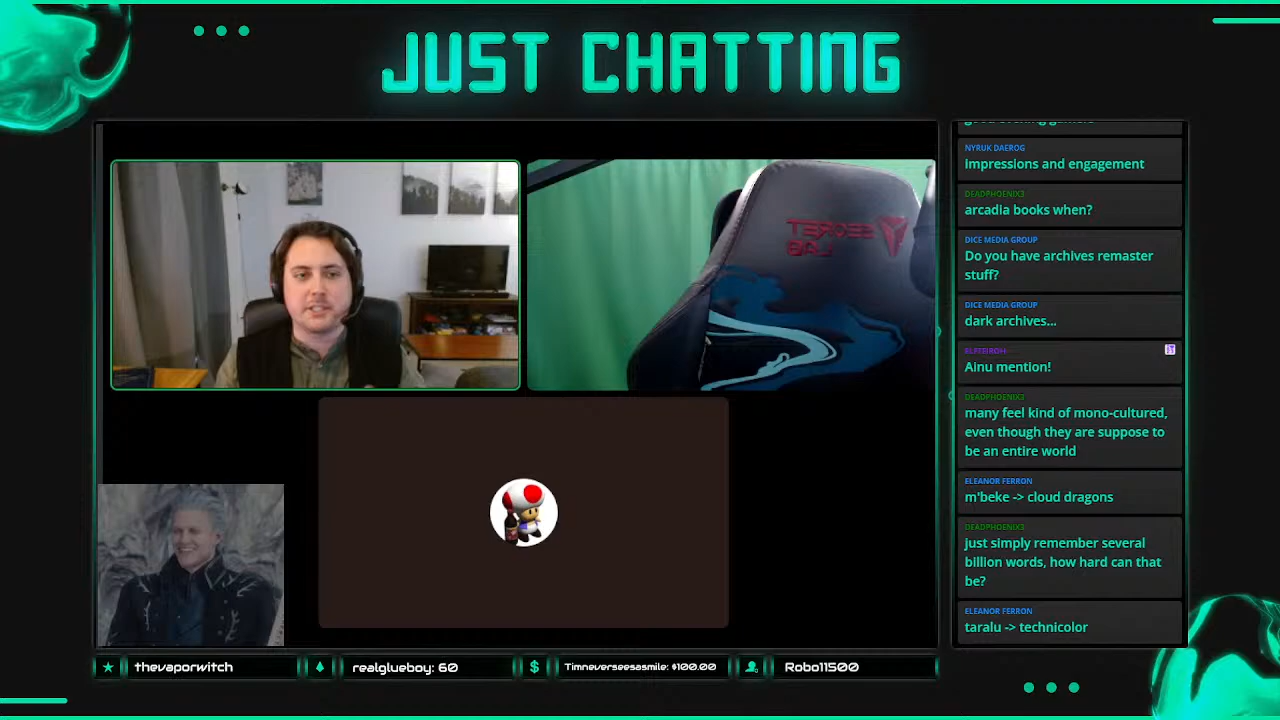 JUST CHATTING
good evening gamers
NYRUK DAEROG
Impressions and engagement
DEADPHOENIX3
arcadia books when?
DICE MEDIA GROUP
Do you have archives remaster
stuff?
DICE MEDIA GROUP
dark archives...
Ainu mention!
DEADPHOENIX3
many feel kind of mono-cultured,
even though they are suppose to
be an entire world
ELEANOR FERRON
m'beke -> cloud dragons
DEADPHOENIX3
just simply remember several
billion words, how hard can that
be?
ELEANOR FERRON
taralu -> technicolor
thevaporwitch
realglueboy: 60
Timneverseesasmile: $100.00
Robo11500